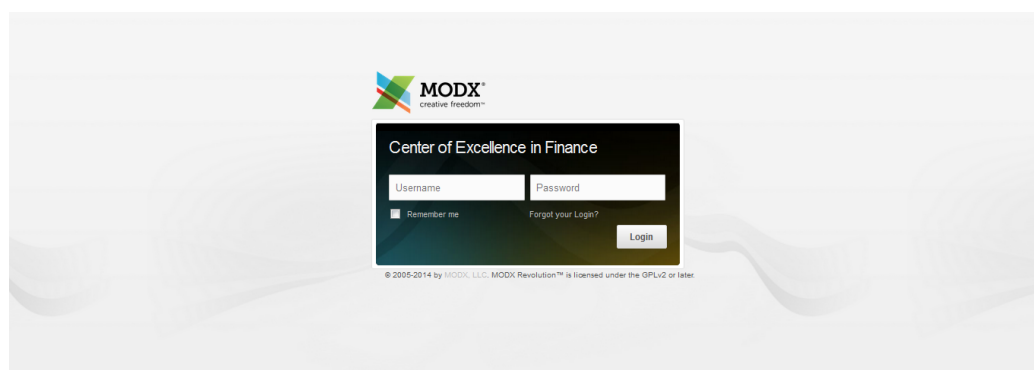 MODX®
creative freedom™
Center of Excellence in Finance
Username Password
Remember me Forgot your Login?
Login
© 2005-2014 by MODX, LLC. MODX Revolution™ is licensed under the GPLv2 or later.